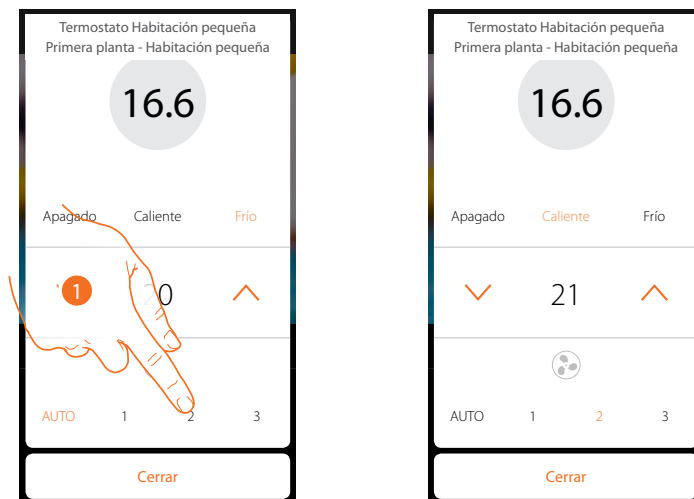 Termostato Habitación pequeña
Primera planta - Habitación pequeña
16.6
Apagado Caliente Frío
1 20
AUTO 1 2 3
Cerrar
Termostato Habitación pequeña
Primera planta - Habitación pequeña
16.6
Apagado Caliente Frío
21
AUTO 1 2 3
Cerrar